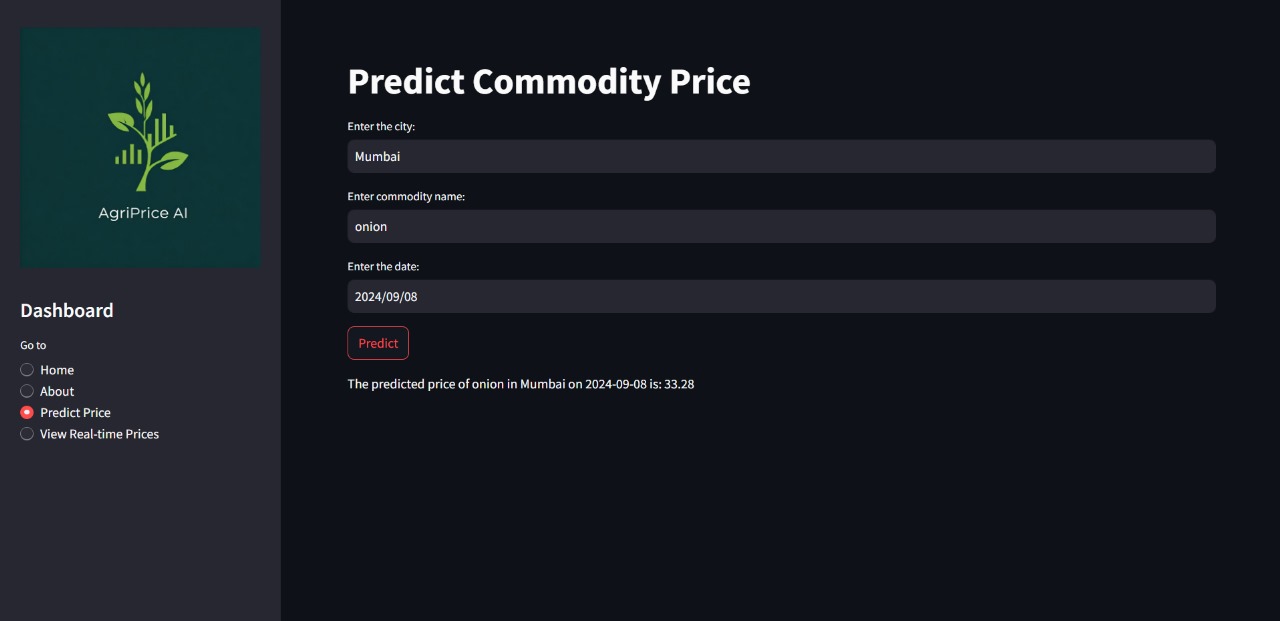 AgriPrice AI
Dashboard
Go to
Home
About
Predict Price
View Real-time Prices
Predict Commodity Price
Enter the city:
Mumbai
Enter commodity name:
onion
Enter the date:
2024/09/08
Predict
The predicted price of onion in Mumbai on 2024-09-08 is: 33.28